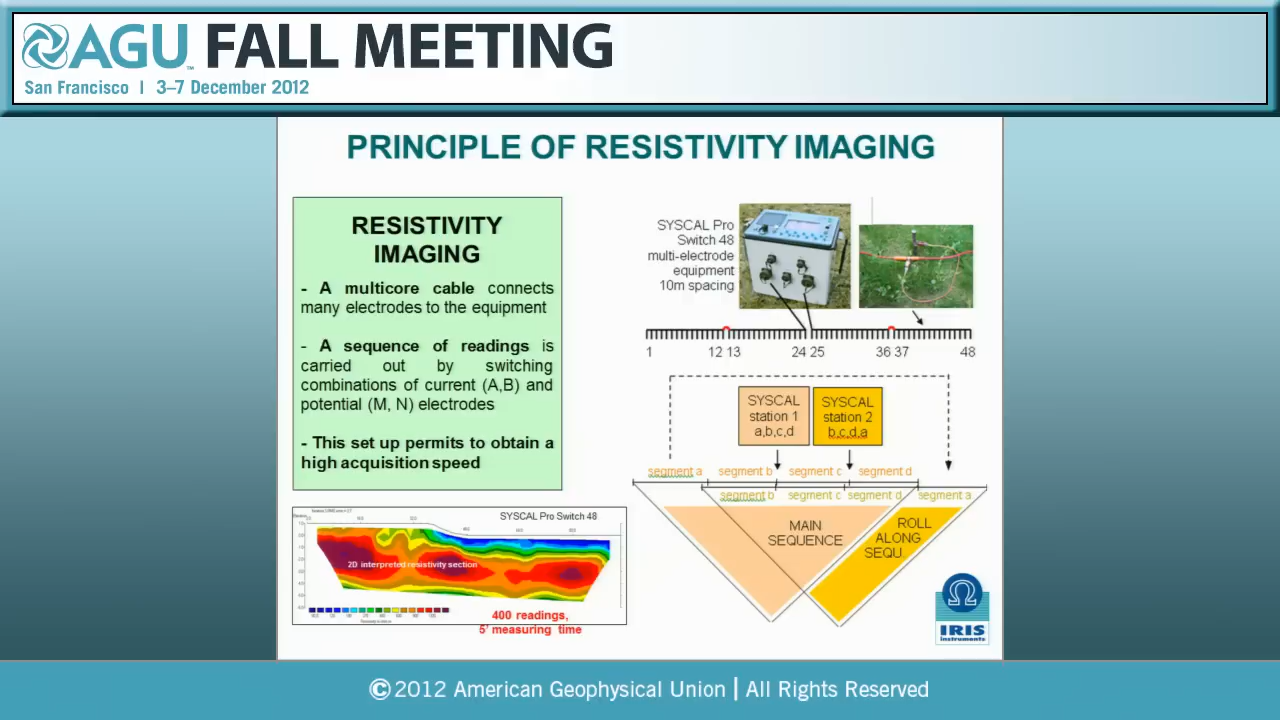 AGU FALL MEETING
San Francisco | 3–7 December 2012
PRINCIPLE OF RESISTIVITY IMAGING
RESISTIVITY
IMAGING
- A multicore cable connects
many electrodes to the equipment
- A sequence of readings is
carried out by switching
combinations of current (A,B) and
potential (M, N) electrodes
- This set up permits to obtain a
high acquisition speed
SYSCAL Pro
Switch 48
multi-electrode
equipment
10m spacing
1 12 13 24 25 36 37 48
SYSCAL
station 1
a,b,c,d
SYSCAL
station 2
b,c,d,a
segment a segment b segment c segment d
segment b segment c segment d segment a
MAIN
SEQUENCE
ROLL
ALONG
SEQU
SYSCAL Pro Switch 48
2D interpreted resistivity section
400 readings,
5' measuring time
Ω
IRIS
instruments
©2012 American Geophysical Union | All Rights Reserved